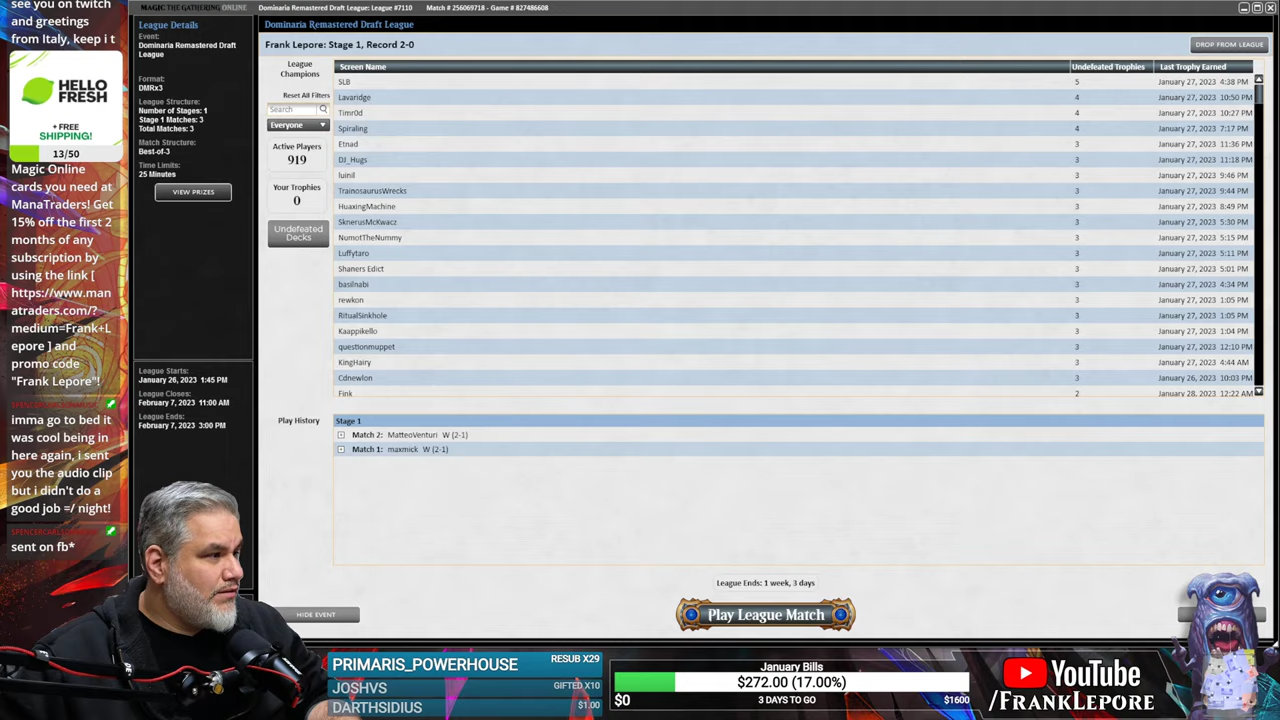 see you on twitch
and greetings
from Italy, keep i t
HELLO
FRESH
+ FREE
SHIPPING!
13/50
Magic Online
cards you need at
ManaTraders! Get
15% off the first 2
months of any
subscription by
using the link [
https://www.man
atraders.com/?
medium=Frank+L
epore ] and
promo code
"Frank Lepore"!
imma go to bed it
was cool being in
here again, i sent
you the audio clip
but i didn't do a
good job =/ night!
sent on fb*
MAGIC THE GATHERING ONLINE
Dominaria Remastered Draft League: League #7110
Match # 256069718 - Game # 827486608
League Details
Event:
Dominaria Remastered Draft
League
Format:
DMRx3
League Structure:
Number of Stages: 1
Stage 1 Matches: 3
Total Matches: 3
Match Structure:
Best-of-3
Time Limits:
25 Minutes
VIEW PRIZES
League Starts:
January 26, 2023 1:45 PM
League Closes:
February 7, 2023 11:00 AM
League Ends:
February 7, 2023 3:00 PM
Dominaria Remastered Draft League
Frank Lepore: Stage 1, Record 2-0
DROP FROM LEAGUE
League
Champions
Reset All Filters
Search
Everyone
Active Players
919
Your Trophies
0
Undefeated
Decks
Screen Name Undefeated Trophies Last Trophy Earned
SLB 5 January 27, 2023 4:38 PM
Lavaridge 4 January 27, 2023 10:50 PM
Timr0d 4 January 27, 2023 10:27 PM
Spiraling 4 January 27, 2023 7:17 PM
Etnad 3 January 27, 2023 11:36 PM
DJ_Hugs 3 January 27, 2023 11:18 PM
luinil 3 January 27, 2023 9:46 PM
TrainosaurusWrecks 3 January 27, 2023 9:44 PM
HuaxingMachine 3 January 27, 2023 8:49 PM
SknerusMcKwacz 3 January 27, 2023 5:30 PM
NumotTheNummy 3 January 27, 2023 5:15 PM
Luffytaro 3 January 27, 2023 5:11 PM
Shaners Edict 3 January 27, 2023 5:01 PM
basilnabi 3 January 27, 2023 4:34 PM
rewkon 3 January 27, 2023 1:05 PM
RitualSinkhole 3 January 27, 2023 1:05 PM
Kaappikello 3 January 27, 2023 1:04 PM
questionmuppet 3 January 27, 2023 12:10 PM
KingHairy 3 January 27, 2023 4:44 AM
Cdnewlon 3 January 26, 2023 10:03 PM
Fink 2 January 28, 2023 12:22 AM
Play History
Stage 1
Match 2: MatteoVenturi W (2-1)
Match 1: maxmick W (2-1)
League Ends: 1 week, 3 days
HIDE EVENT
Play League Match
PRIMARIS_POWERHOUSE RESUB X29
JOSHVS GIFTED X10
DARTHSIDIUS $1.00
January Bills
$272.00 (17.00%)
$0 3 DAYS TO GO $1600
YouTube
/FRANKLEPORE